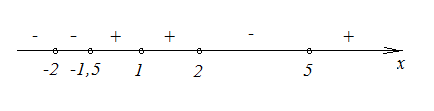 - - + + - +
-2 -1,5 1 2 5 x